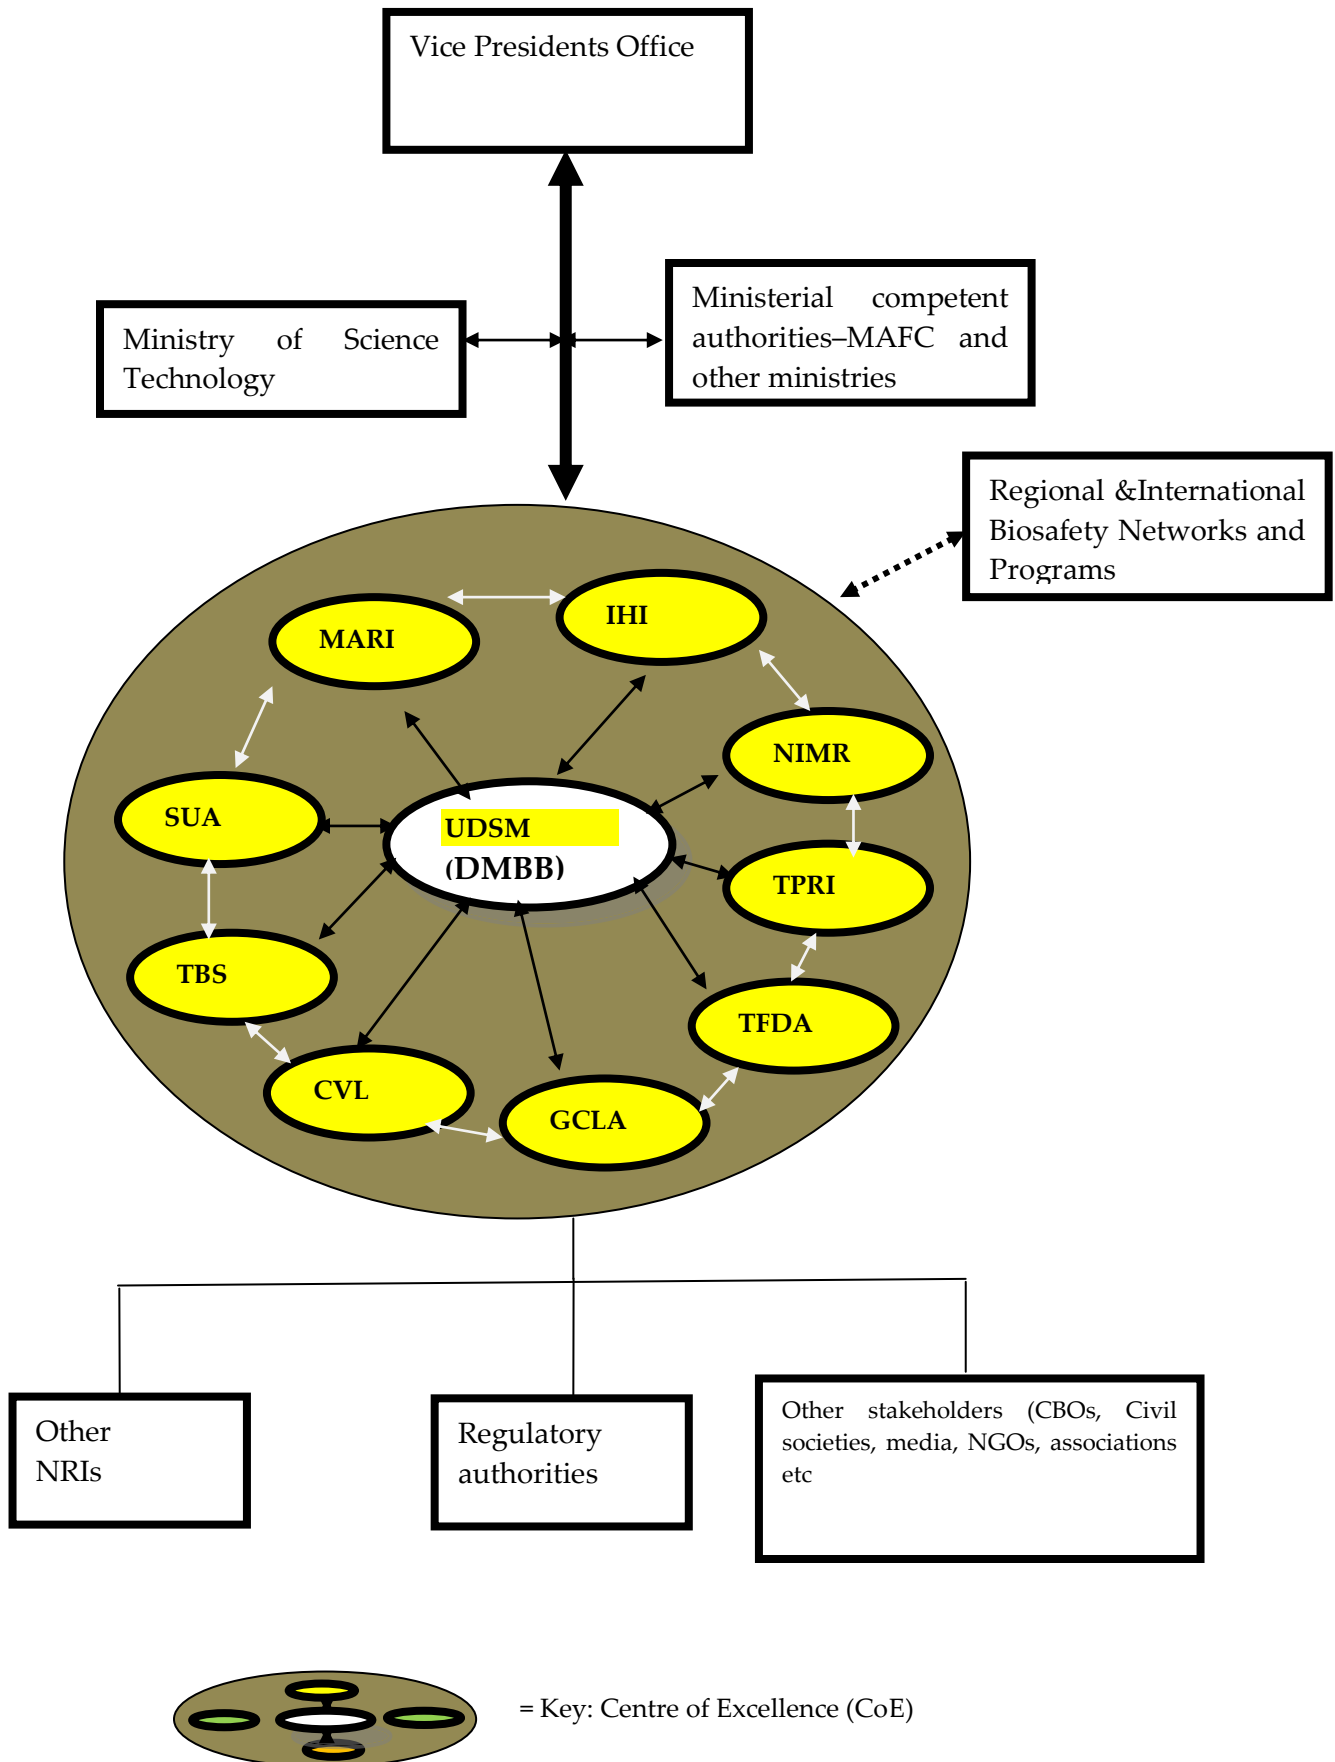 Vice Presidents Office
Ministry of Science
Technology
Ministerial competent
authorities–MAFC and
other ministries
Regional &International
Biosafety Networks and
Programs
IHI
MARI
NIMR
SUA
UDSM
(DMBB)
TPRI
TBS
TFDA
CVL
GCLA
Other
NRIs
Regulatory
authorities
Other stakeholders (CBOs, Civil
societies, media, NGOs, associations
etc
= Key: Centre of Excellence (CoE)